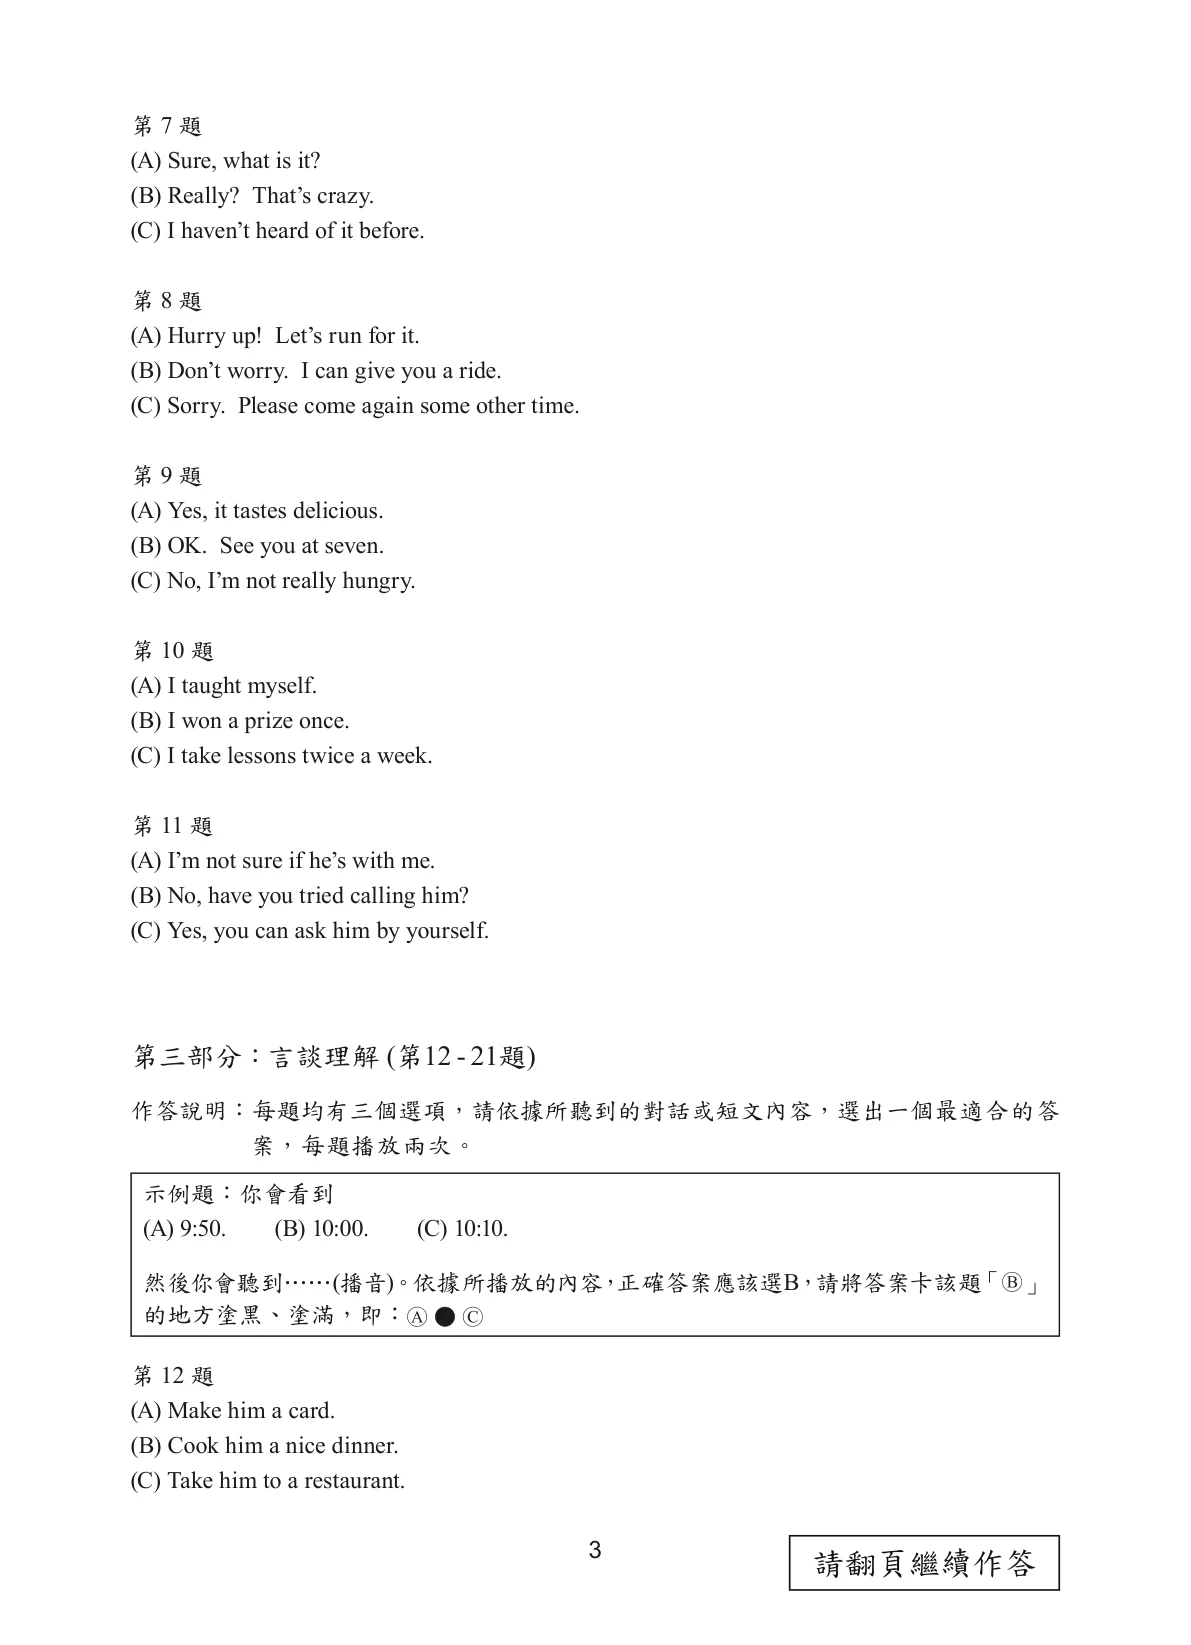 第 7 題
(A) Sure, what is it?
(B) Really?  That’s crazy.
(C) I haven’t heard of it before.
第 8 題
(A) Hurry up!  Let’s run for it.
(B) Don’t worry.  I can give you a ride.
(C) Sorry.  Please come again some other time.
第 9 題
(A) Yes, it tastes delicious.
(B) OK.  See you at seven.
(C) No, I’m not really hungry.
第 10 題
(A) I taught myself.
(B) I won a prize once.
(C) I take lessons twice a week.
第 11 題
(A) I’m not sure if he’s with me.
(B) No, have you tried calling him?
(C) Yes, you can ask him by yourself.
第三部分：言談理解 (第12 - 21題)
作答說明：每題均有三個選項，請依據所聽到的對話或短文內容，選出一個最適合的答
案，每題播放兩次。
示例題：你會看到
(A) 9:50.  (B) 10:00.  (C) 10:10.
然後你會聽到……(播音)。依據所播放的內容，正確答案應該選B，請將答案卡該題「Ⓑ」
的地方塗黑、塗滿，即：Ⓐ ● Ⓒ
第 12 題
(A) Make him a card.
(B) Cook him a nice dinner.
(C) Take him to a restaurant.
3
請翻頁繼續作答